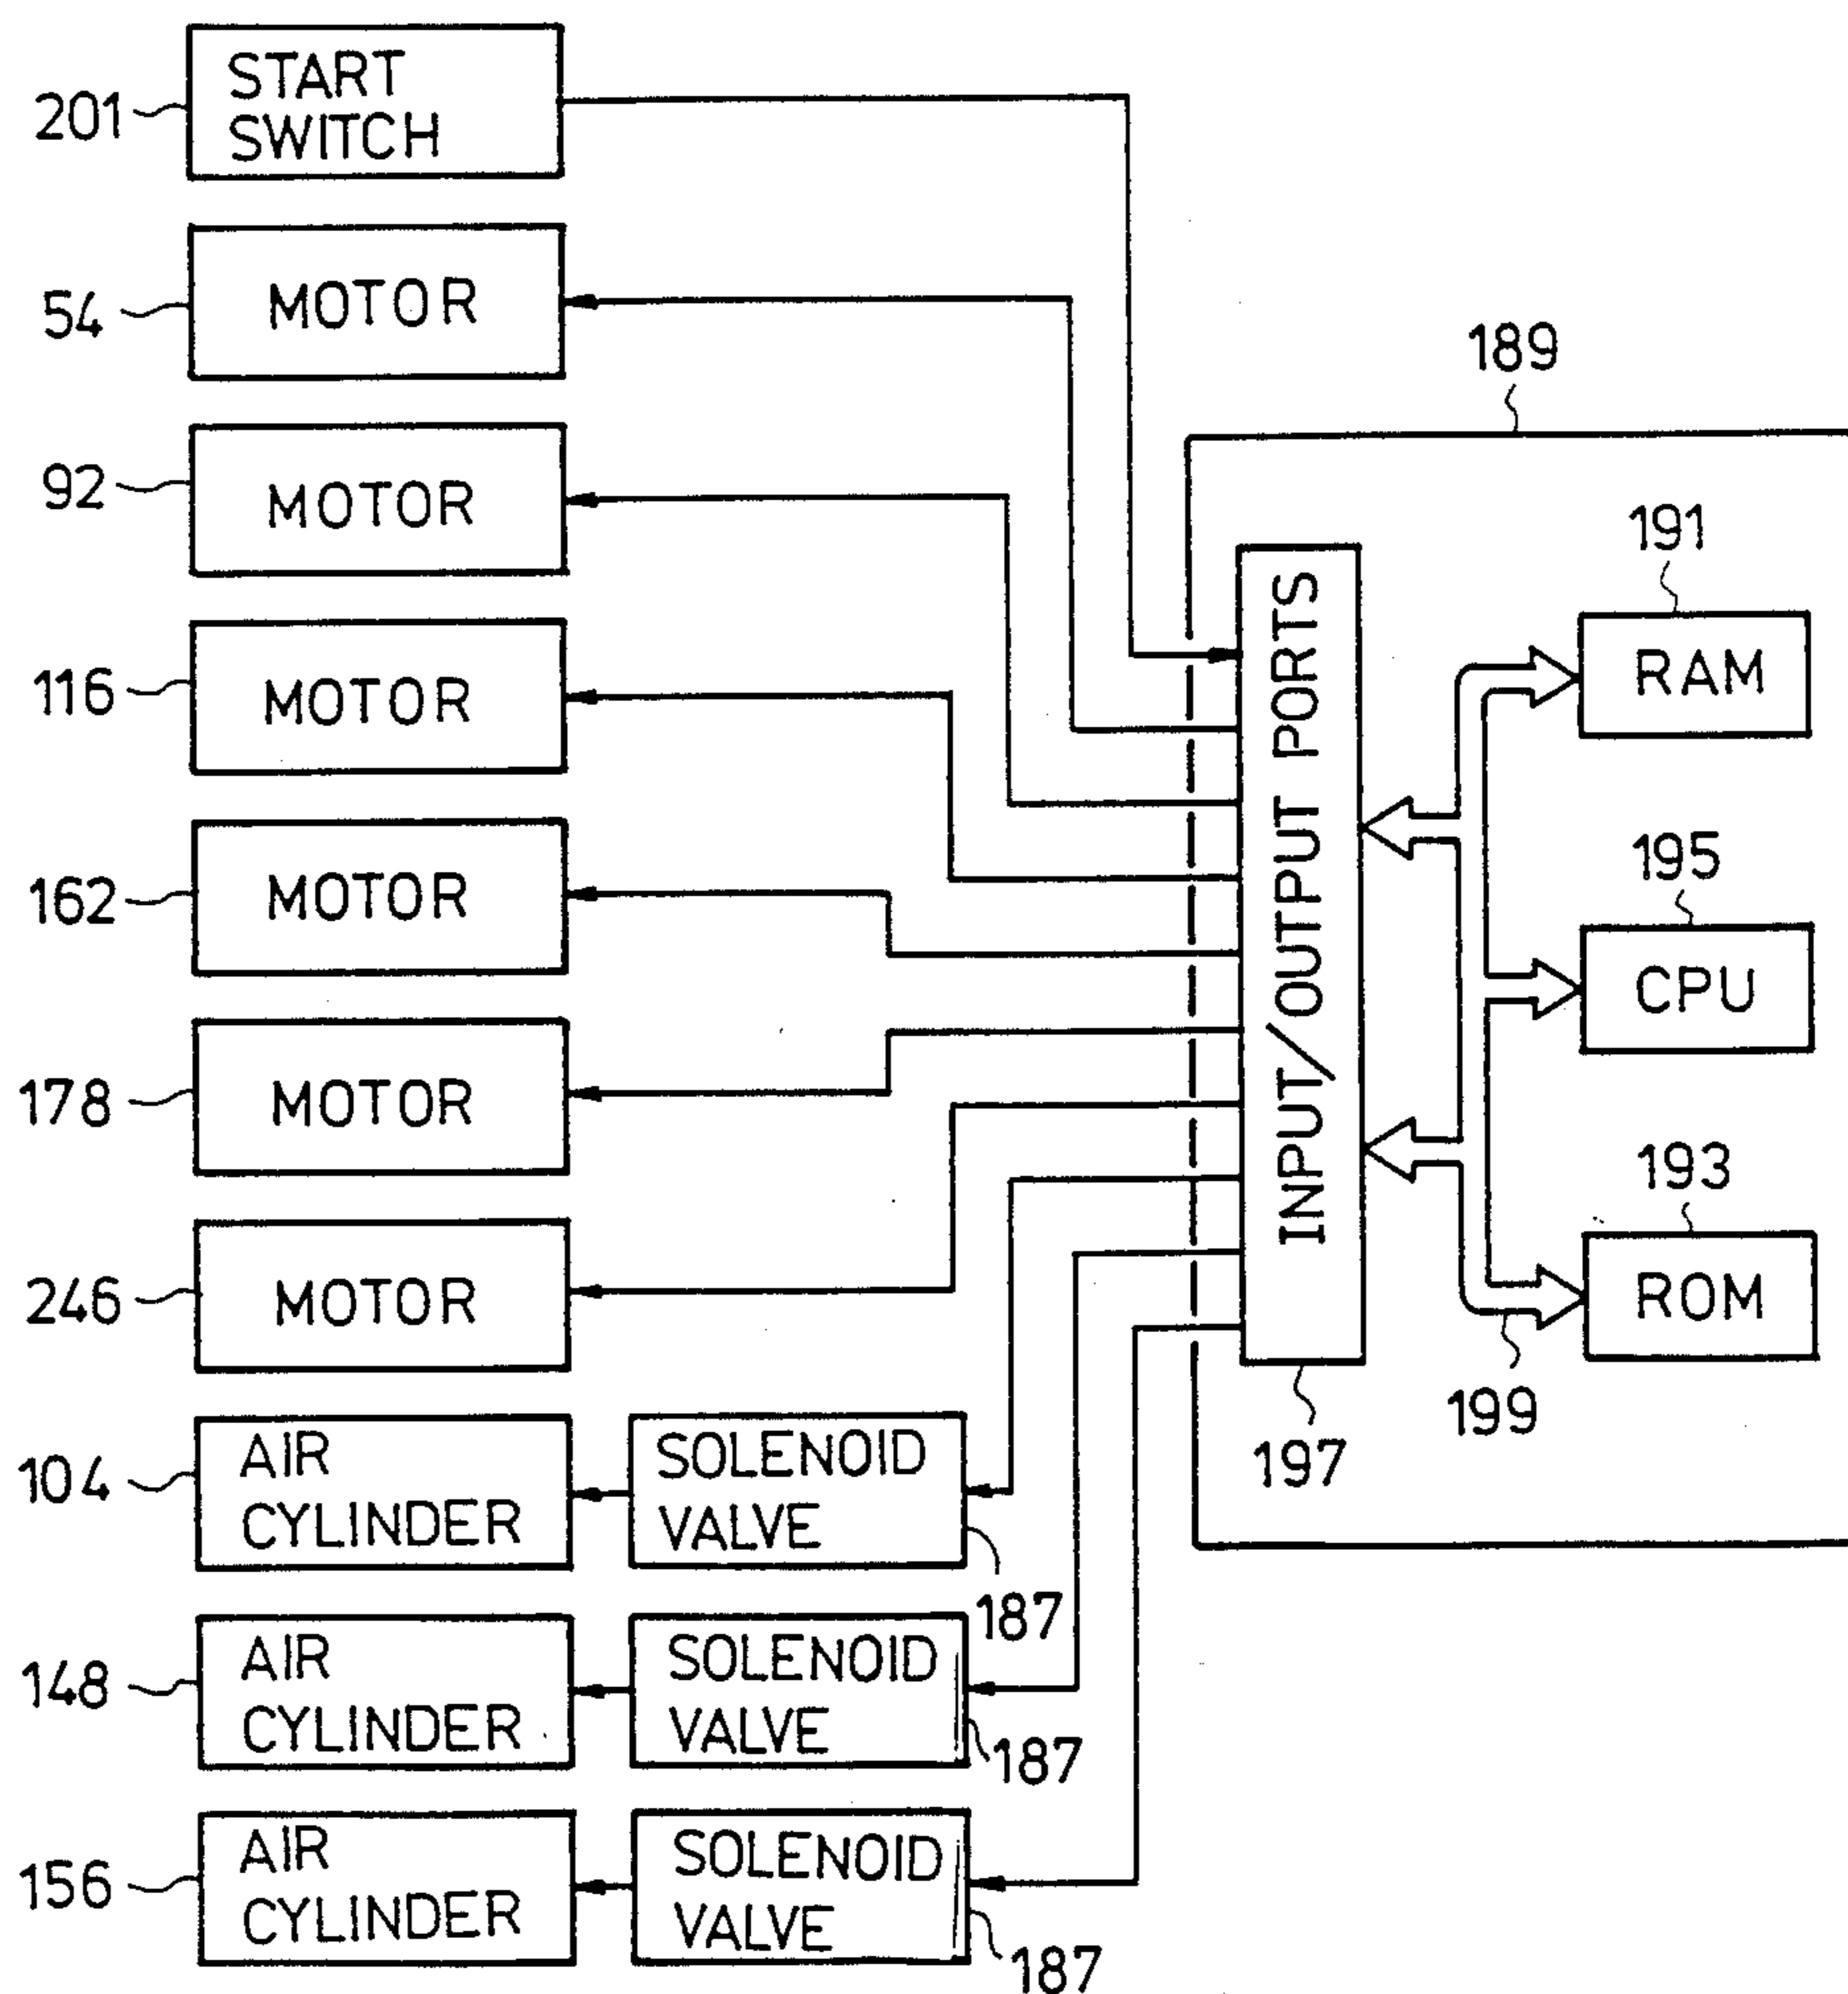 START
SWITCH
201
MOTOR
54
189
MOTOR
92
191
RAM
MOTOR
116
INPUT/OUTPUT PORTS
MOTOR
162
195
CPU
MOTOR
178
193
ROM
MOTOR
246
199
197
AIR
CYLINDER
104
SOLENOID
VALVE
187
AIR
CYLINDER
148
SOLENOID
VALVE
187
AIR
CYLINDER
156
SOLENOID
VALVE
187